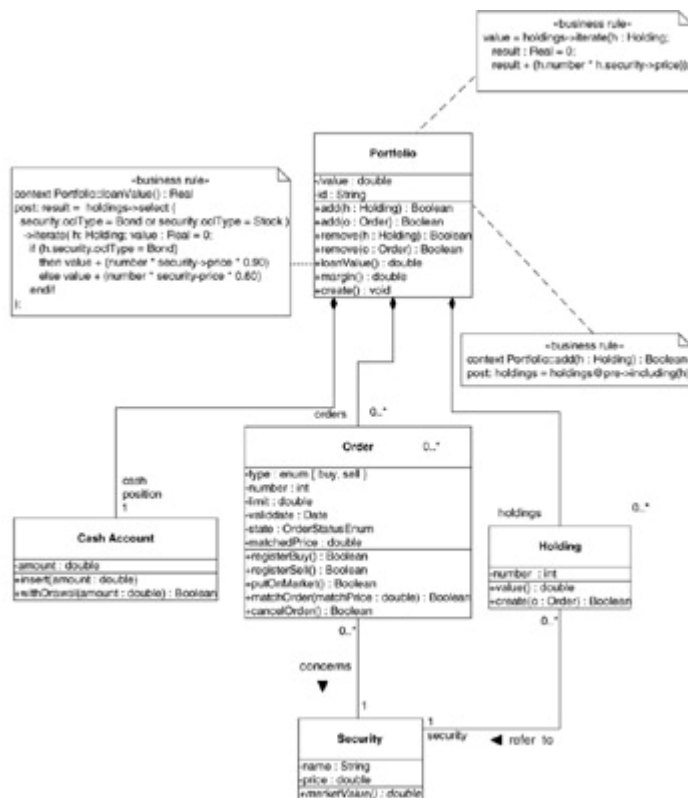 «business rule»
value = holdings->iterate(h : Holding;
result : Real = 0;
result + (h.number * h.security->price))
Portfolio
-/value : double
-id : String
+add(h : Holding) : Boolean
+add(o : Order) : Boolean
+remove(h : Holding) : Boolean
+remove(o : Order) : Boolean
+loanValue() : double
+margin() : double
+create() : void
«business rule»
context Portfolio::loanValue() : Real
post: result = holdings->select (
security.oclType = Bond or security.oclType = Stock )
->iterate( h: Holding; value : Real = 0;
if (h.security.oclType = Bond)
then value + (number * security->price * 0.90)
else value + (number * security-price * 0.60)
endif
);
«business rule»
context Portfolio::add(h : Holding) : Boolean
post: holdings = holdings@pre->including(h)
orders
0..*
cash
position
1
Cash Account
-amount : double
+insert(amount : double)
+withDrawal(amount : double) : Boolean
Order
0..*
-type : enum { buy, sell }
-number : int
-limit : double
-validdate : Date
-state : OrderStatusEnum
-matchedPrice : double
+registerBuy() : Boolean
+registerSell() : Boolean
+putOnMarket() : Boolean
+matchOrder(matchPrice : double) : Boolean
+cancelOrder() : Boolean
holdings
0..*
Holding
-number : int
+value() : double
+create(o : Order) : Boolean
0..*
0..*
concerns
1
1
security
refer to
Security
-name : String
-price : double
+marketValue() : double